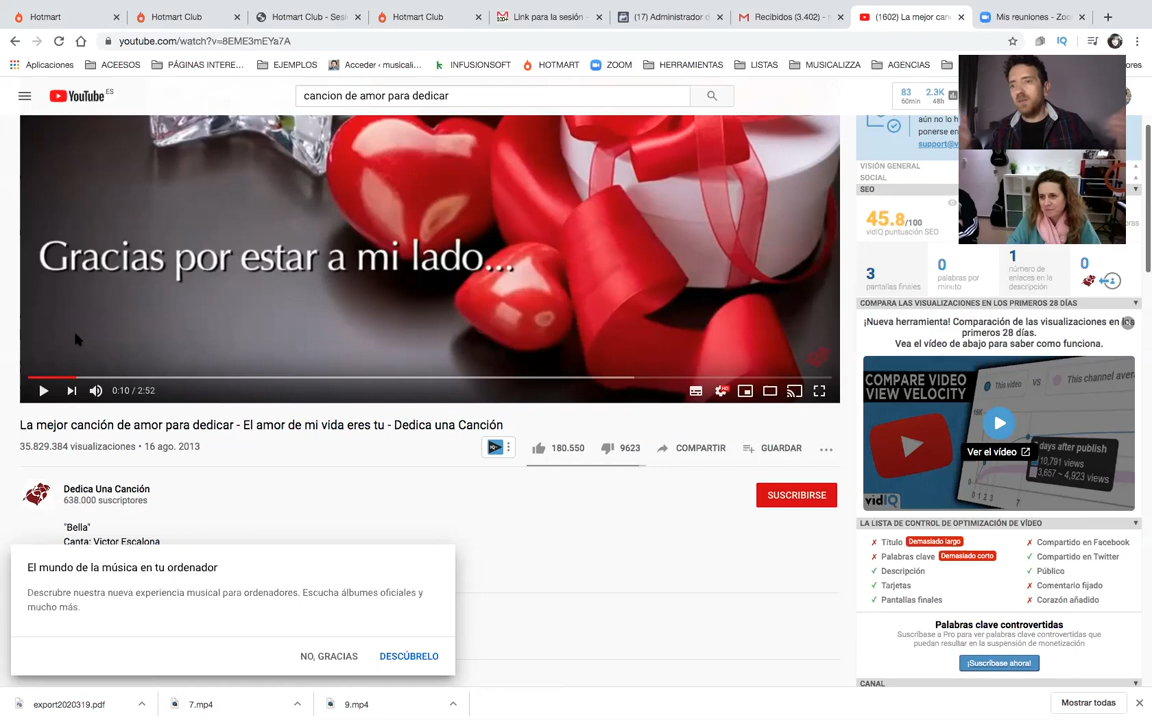 Hotmart
Hotmart Club
Hotmart Club - Sesi
Hotmart Club
Link para la sesión -
(17) Administrador d
Recibidos (3.402) -
(1602) La mejor can
Mis reuniones - Zoo
youtube.com/watch?v=8EME3mEYa7A
Aplicaciones
ACEESOS
PÁGINAS INTERE...
EJEMPLOS
Acceder ‹ musicali...
INFUSIONSOFT
HOTMART
ZOOM
HERRAMIENTAS
LISTAS
MUSICALIZZA
AGENCIAS
YouTube ES
cancion de amor para dedicar
83
60min
2.3K
48h
aún no lo h
ponerse en
support@v
VISIÓN GENERAL
SOCIAL
SEO
45.8/100
vidIQ puntuación SEO
3
pantallas finales
0
palabras por minuto
1
número de enlaces en la descripción
0
Gracias por estar a mi lado...
0:10 / 2:52
COMPARA LAS VISUALIZACIONES EN LOS PRIMEROS 28 DÍAS
¡Nueva herramienta! Comparación de las visualizaciones en los
primeros 28 días.
Vea el vídeo de abajo para saber como funciona.
COMPARE VIDEO
VIEW VELOCITY
This video
VS
This channel aver
days after publish
10,791 views
3,657 ~ 4,923 views
Ver el vídeo
vidIQ
La mejor canción de amor para dedicar - El amor de mi vida eres tu - Dedica una Canción
35.829.384 visualizaciones • 16 ago. 2013
180.550
9623
COMPARTIR
GUARDAR
Dedica Una Canción
638.000 suscriptores
SUSCRIBIRSE
"Bella"
Canta: Victor Escalona
El mundo de la música en tu ordenador
Descrubre nuestra nueva experiencia musical para ordenadores. Escucha álbumes oficiales y
mucho más.
NO, GRACIAS
DESCÚBRELO
LA LISTA DE CONTROL DE OPTIMIZACIÓN DE VÍDEO
✗ Título Demasiado largo
✗ Palabras clave Demasiado corto
✓ Descripción
✓ Tarjetas
✓ Pantallas finales
✗ Compartido en Facebook
✓ Compartido en Twitter
✓ Público
✗ Comentario fijado
✗ Corazón añadido
Palabras clave controvertidas
Suscríbase a Pro para ver palabras clave controvertidas que
puedan resultar en la suspensión de monetización
¡Suscríbase ahora!
CANAL
export2020319.pdf
7.mp4
9.mp4
Mostrar todas